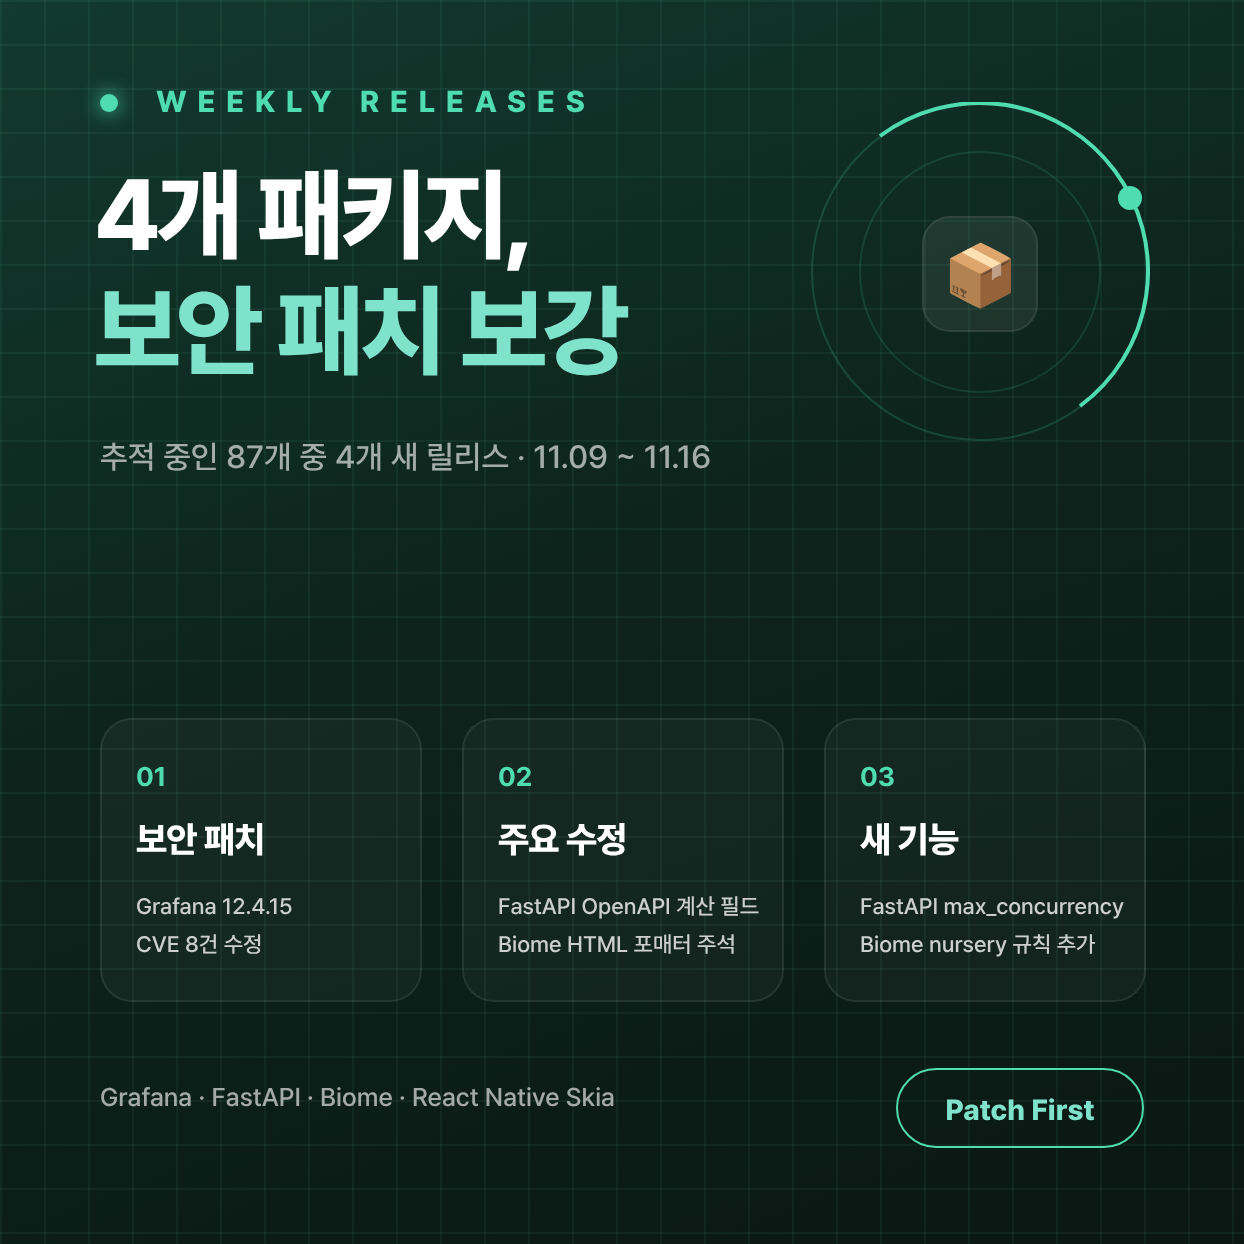 WEEKLY RELEASES
4개 패키지,
보안 패치 보강
추적 중인 87개 중 4개 새 릴리스 · 11.09 ~ 11.16
01
보안 패치
Grafana 12.4.15
CVE 8건 수정
02
주요 수정
FastAPI OpenAPI 계산 필드
Biome HTML 포매터 주석
03
새 기능
FastAPI max_concurrency
Biome nursery 규칙 추가
Grafana · FastAPI · Biome · React Native Skia
Patch First